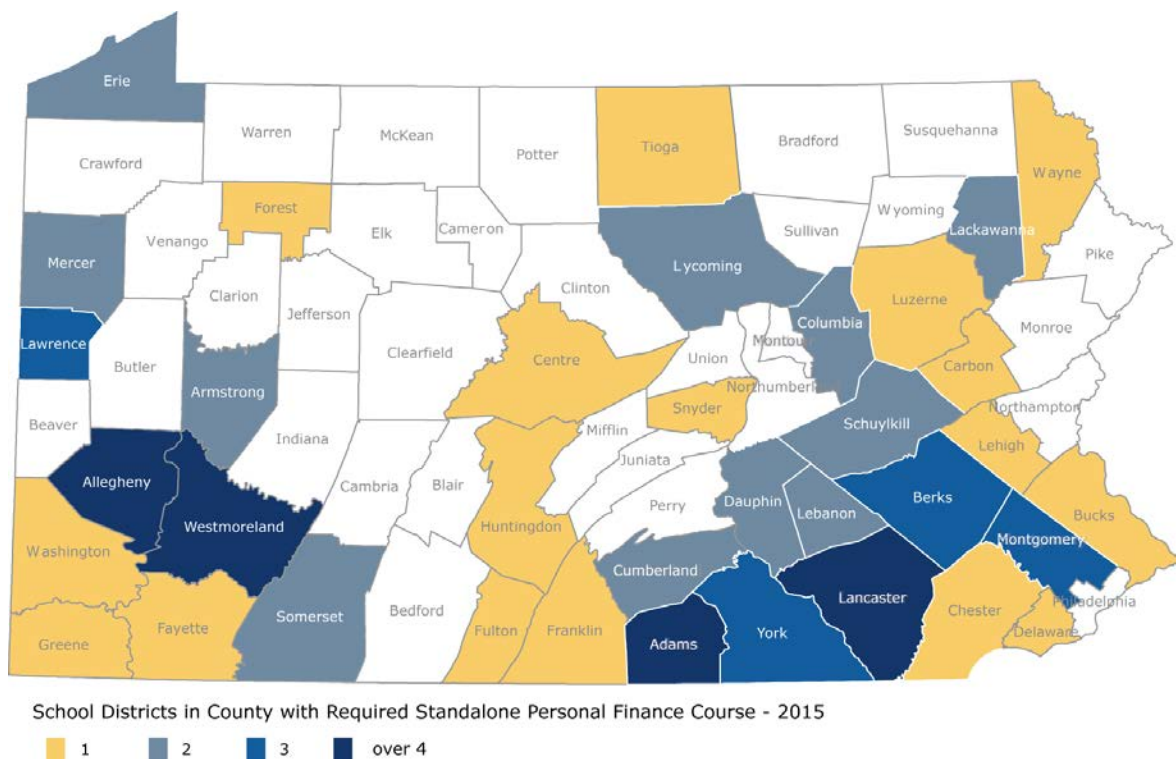 Erie
Warren
McKean
Potter
Tioga
Bradford
Susquehanna
Wayne
Crawford
Forest
Elk
Cameron
Sullivan
Wyoming
Lackawanna
Venango
Mercer
Lycoming
Pike
Clarion
Clinton
Luzerne
Jefferson
Columbia
Monroe
Lawrence
Butler
Clearfield
Centre
Union
Montour
Carbon
Armstrong
Northumberl
Northampton
Snyder
Beaver
Mifflin
Schuylkill
Indiana
Lehigh
Juniata
Allegheny
Cambria
Blair
Perry
Dauphin
Berks
Lebanon
Bucks
Westmoreland
Huntingdon
Montgomery
Washington
Cumberland
Lancaster
Philadelphia
Fayette
Somerset
Bedford
Chester
Greene
Fulton
Franklin
Adams
York
Delaware
School Districts in County with Required Standalone Personal Finance Course - 2015
1 2 3 over 4